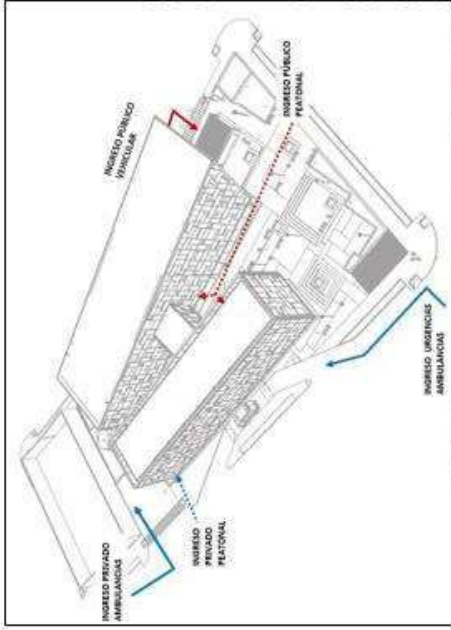 INGRESO PÚBLICO
VEHICULAR
INGRESO PÚBLICO
PEATONAL
INGRESO PRIVADO
AMBULANCIAS
INGRESO
PRIVADO
PEATONAL
INGRESO URGENCIAS
AMBULANCIAS